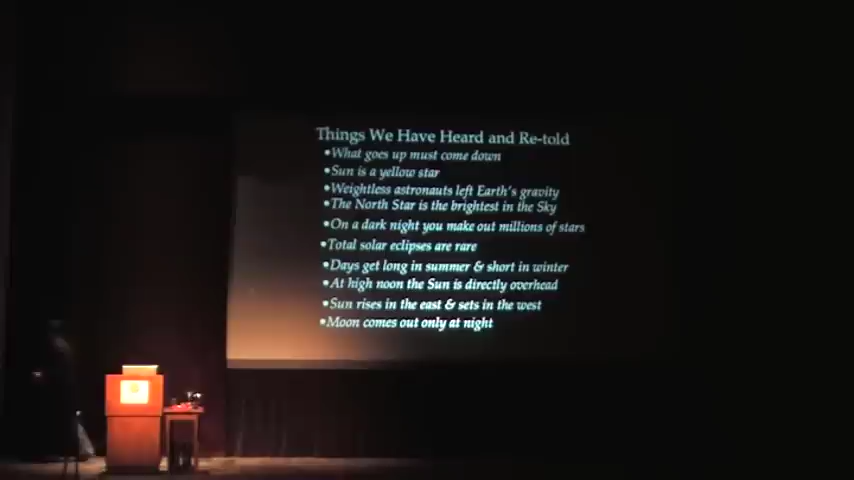 Things We Have Heard and Re-told
•What goes up must come down
•Sun is a yellow star
•Weightless astronauts left Earth's gravity
•The North Star is the brightest in the Sky
•On a dark night you make out millions of stars
•Total solar eclipses are rare
•Days get long in summer & short in winter
•At high noon the Sun is directly overhead
•Sun rises in the east & sets in the west
•Moon comes out only at night